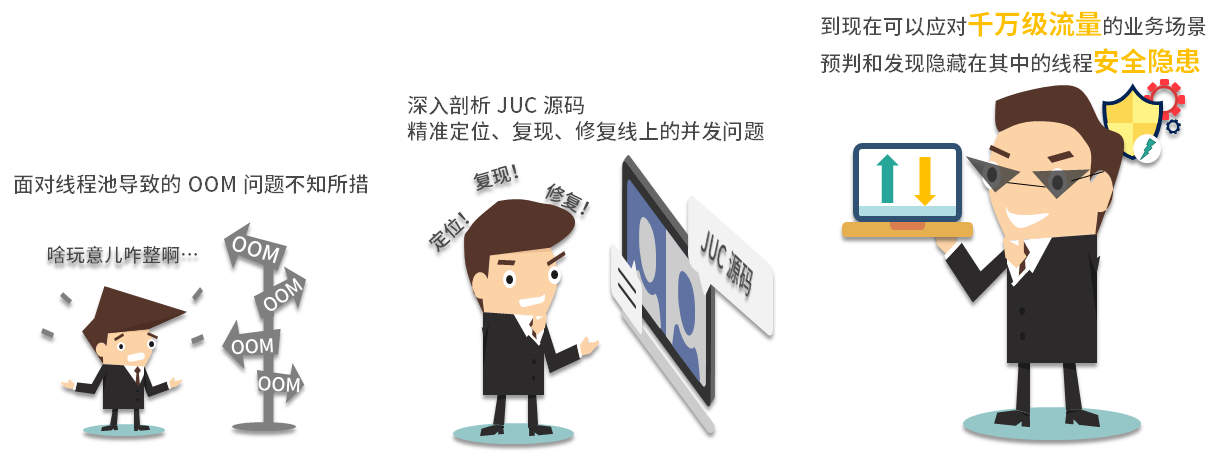 面对线程池导致的 OOM 问题不知所措
啥玩意儿咋整啊…
OOM
OOM
OOM
OOM
深入剖析 JUC 源码
精准定位、复现、修复线上的并发问题
定位!
复现!
修复!
JUC 源码
到现在可以应对千万级流量的业务场景
预判和发现隐藏在其中的线程安全隐患